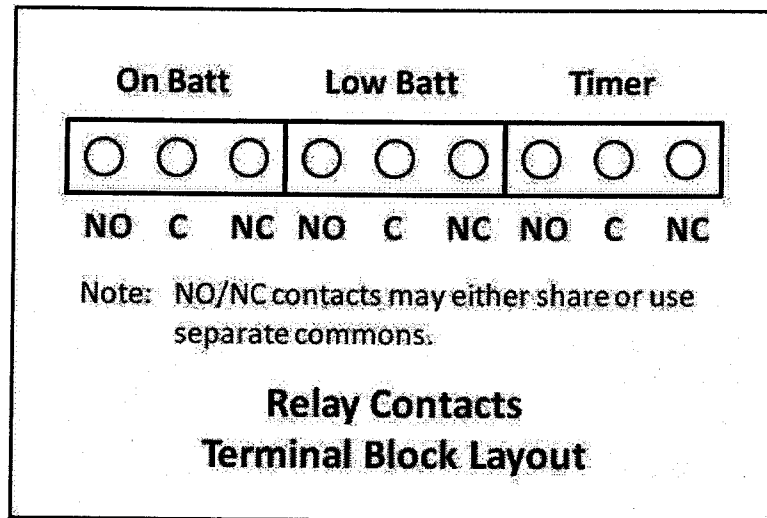 On Batt Low Batt Timer
NO C NC NO C NC NO C NC
Note: NO/NC contacts may either share or use
separate commons.
Relay Contacts
Terminal Block Layout